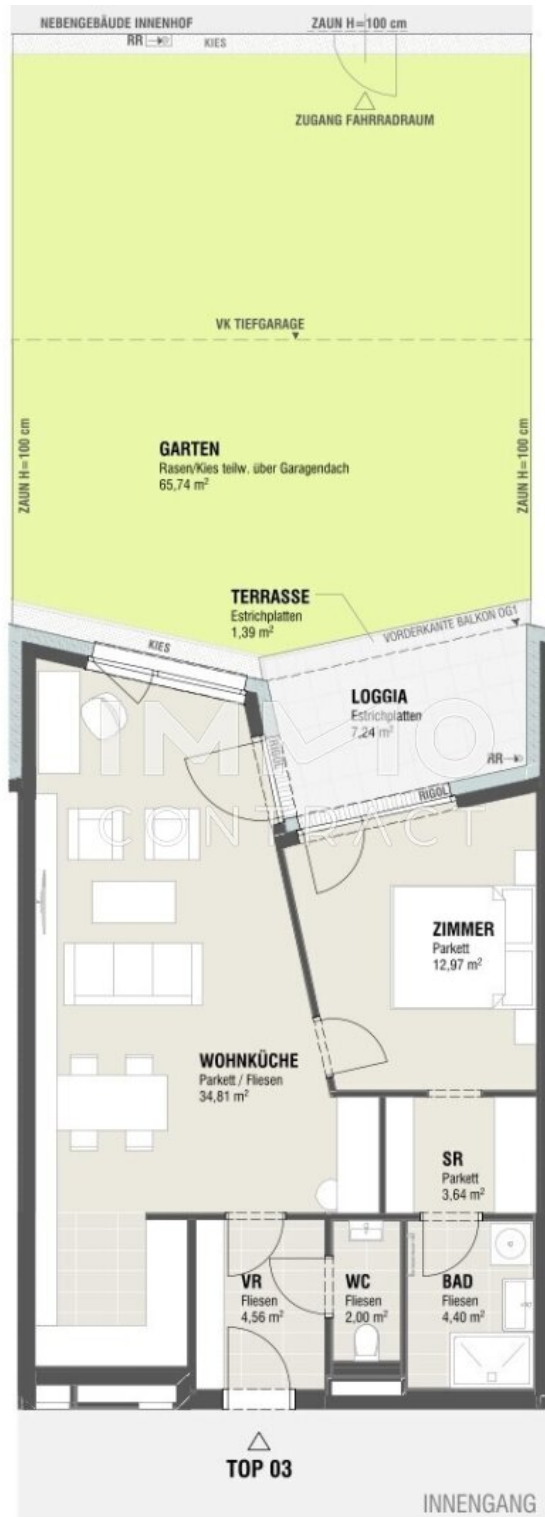 NEBENGEBÄUDE INNENHOF
ZAUN H=100 cm
RR
KIES
ZUGANG FAHRRADRAUM
VK TIEFGARAGE
ZAUN H=100 cm
ZAUN H=100 cm
GARTEN
Rasen/Kies teilw. über Garagendach
65,74 m²
TERRASSE
Estrichplatten
1,39 m²
VORDERKANTE BALKON OG1
KIES
LOGGIA
Estrichplatten
7,24 m²
RR
RIGOL
RIGOL
IMMO
CONTRACT
ZIMMER
Parkett
12,97 m²
WOHNKÜCHE
Parkett / Fliesen
34,81 m²
SR
Parkett
3,64 m²
VR
Fliesen
4,56 m²
WC
Fliesen
2,00 m²
BAD
Fliesen
4,40 m²
TOP 03
INNENGANG